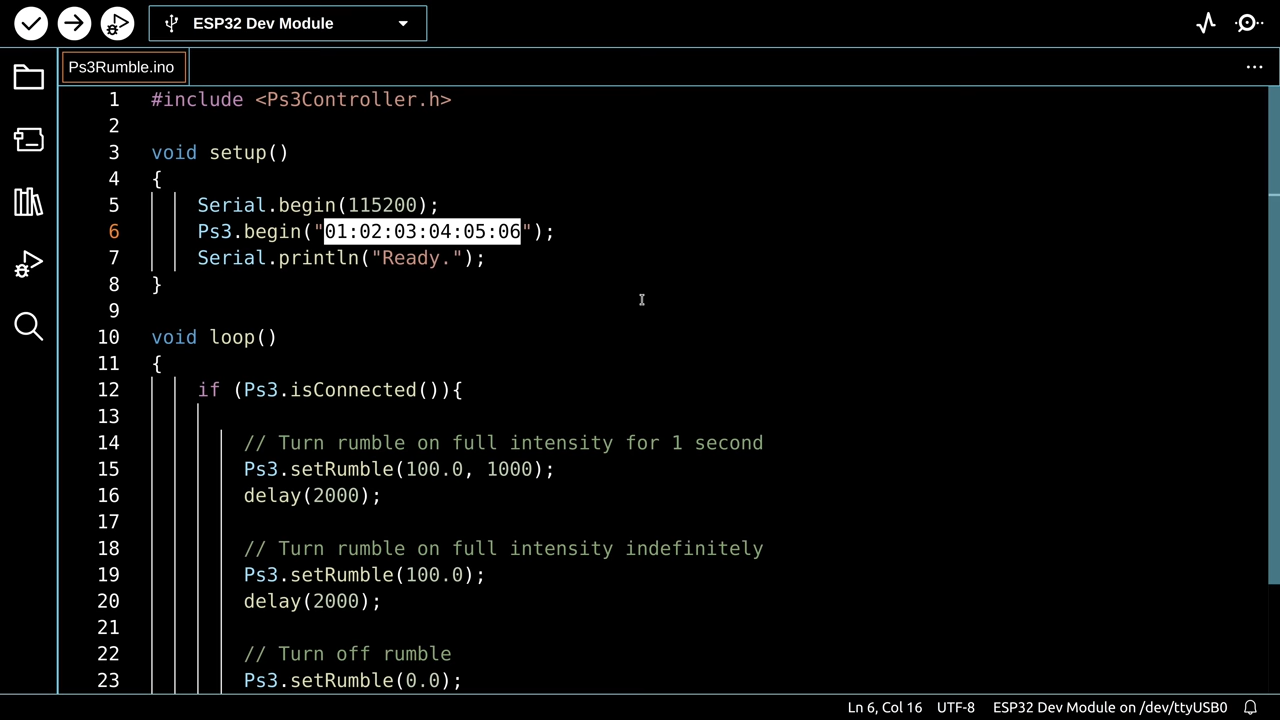 ESP32 Dev Module
Ps3Rumble.ino
1 #include <Ps3Controller.h>
2
3 void setup()
4 {
5 Serial.begin(115200);
6 Ps3.begin("01:02:03:04:05:06");
7 Serial.println("Ready.");
8 }
9
10 void loop()
11 {
12 if (Ps3.isConnected()){
13
14 // Turn rumble on full intensity for 1 second
15 Ps3.setRumble(100.0, 1000);
16 delay(2000);
17
18 // Turn rumble on full intensity indefinitely
19 Ps3.setRumble(100.0);
20 delay(2000);
21
22 // Turn off rumble
23 Ps3.setRumble(0.0);
Ln 6, Col 16 UTF-8 ESP32 Dev Module on /dev/ttyUSB0